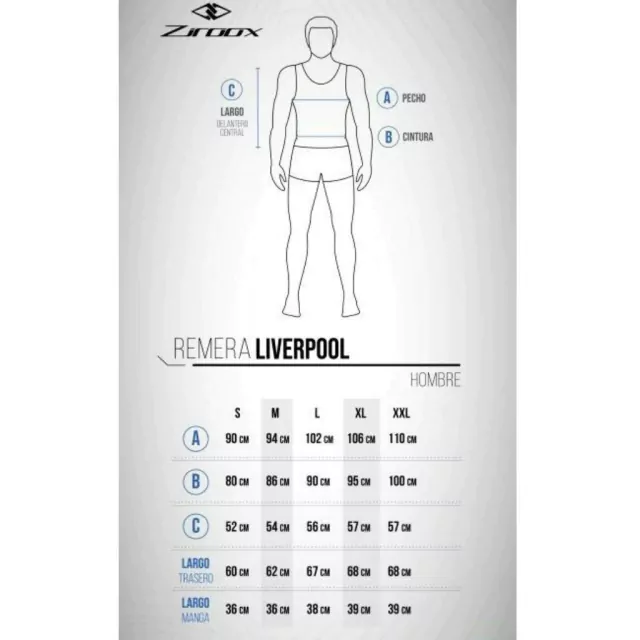 ZIROOX
C
LARGO
DELANTERO
CENTRAL
A PECHO
B CINTURA
REMERA LIVERPOOL
HOMBRE
S M L XL XXL
A 90 CM 94 CM 102 CM 106 CM 110 CM
B 80 CM 86 CM 90 CM 95 CM 100 CM
C 52 CM 54 CM 56 CM 57 CM 57 CM
LARGO
TRASERO 60 CM 62 CM 67 CM 68 CM 68 CM
LARGO
MANGA 36 CM 36 CM 38 CM 39 CM 39 CM